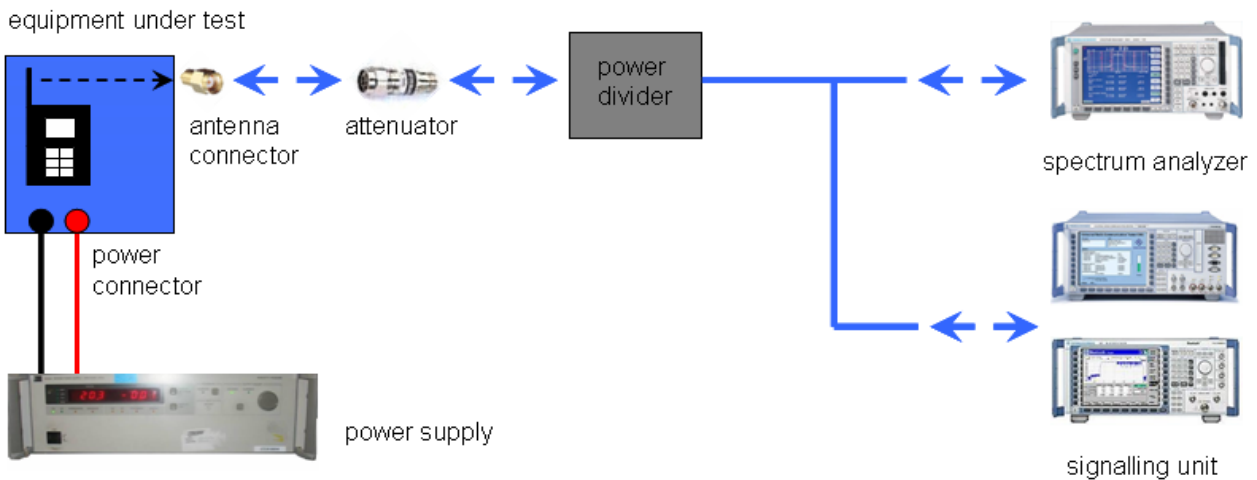 equipment under test
antenna
connector
attenuator
power
divider
spectrum analyzer
power
connector
power supply
signalling unit